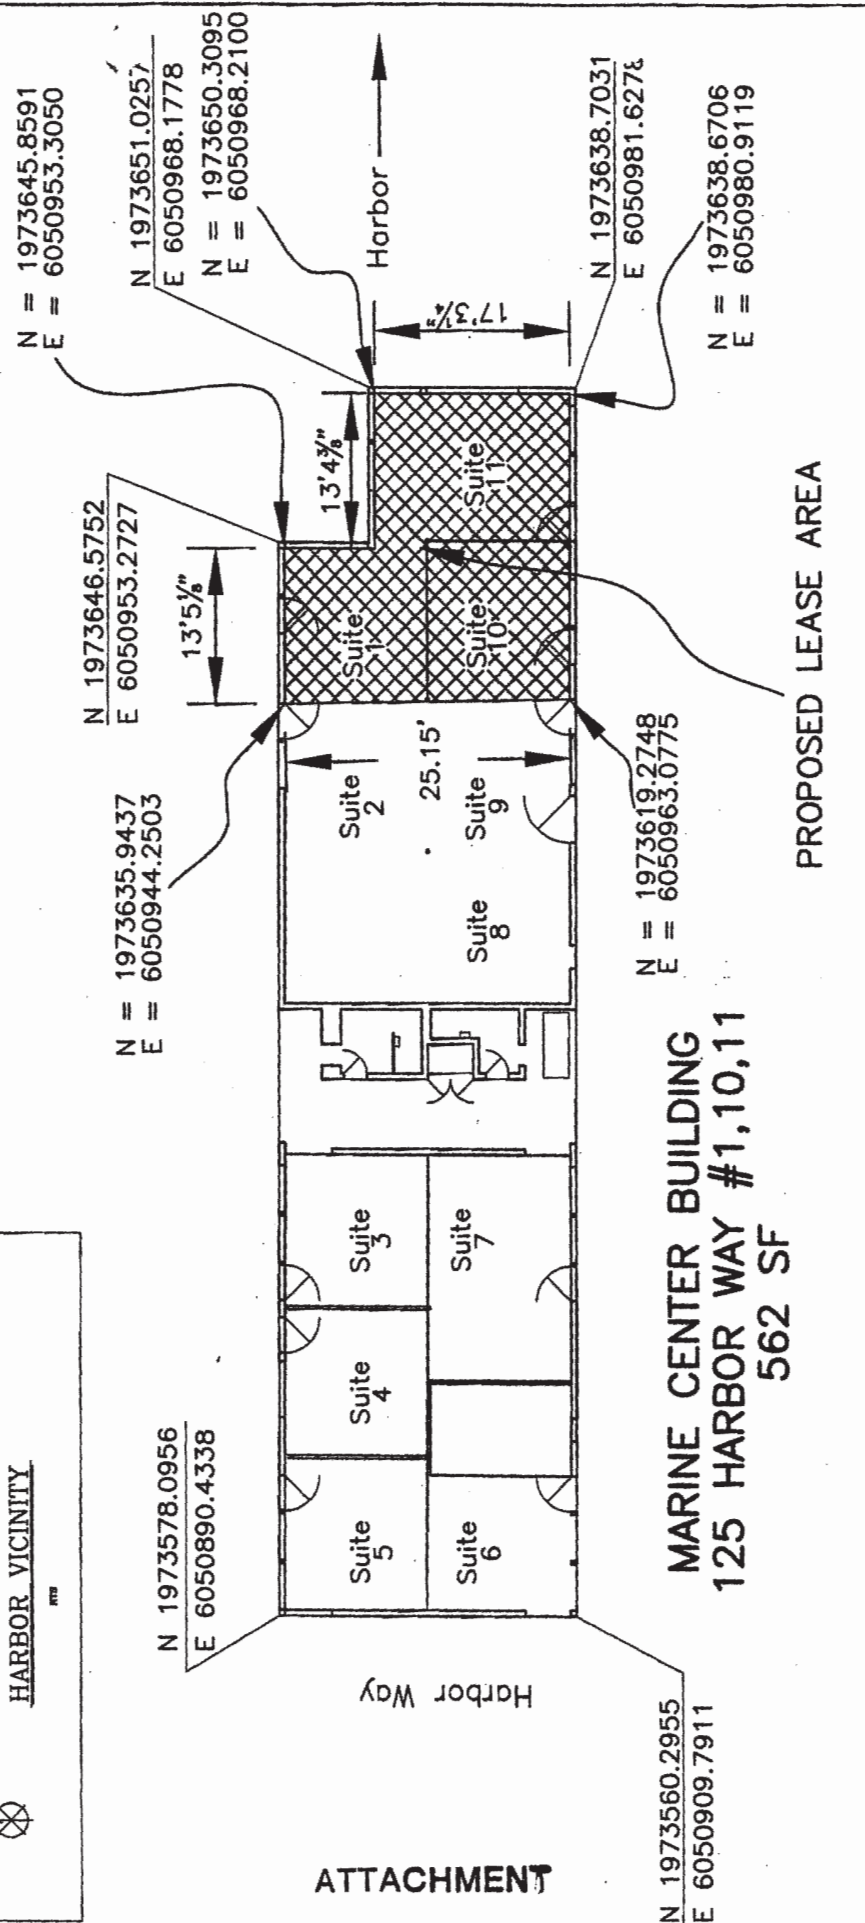 HARBOR VICINITY
NTS
N = 1973645.8591
E = 6050953.3050
N 1973651.0257
E 6050968.1778
N = 1973650.3095
E = 6050968.2100
Harbor
N 1973638.7031
E 6050981.6278
N = 1973638.6706
E = 6050980.9119
17'3¼"
13'4⅜"
N 1973646.5752
E 6050953.2727
13'5⅛"
N = 1973635.9437
E = 6050944.2503
Suite
1
Suite
11
Suite
10
Suite
2
25.15'
Suite
9
Suite
8
N = 1973619.2748
E = 6050963.0775
PROPOSED LEASE AREA
Suite
3
Suite
7
Suite
4
Suite
5
Suite
6
N 1973578.0956
E 6050890.4338
Harbor Way
N 1973560.2955
E 6050909.7911
MARINE CENTER BUILDING
125 HARBOR WAY #1,10,11
562 SF
ATTACHMENT